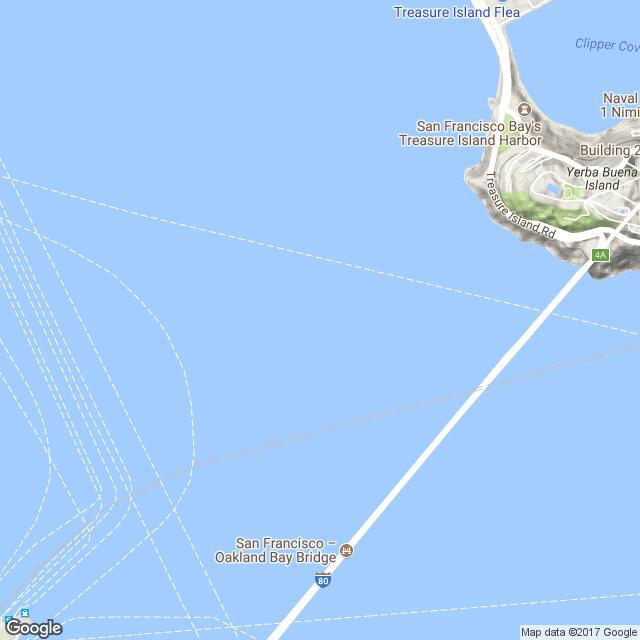 Treasure Island Flea
Clipper Cov
Naval
1 Nimi
San Francisco Bay's
Treasure Island Harbor
Building 2
Yerba Buena
Island
Treasure Island Rd
4A
San Francisco –
Oakland Bay Bridge
80
Google
Map data ©2017 Google